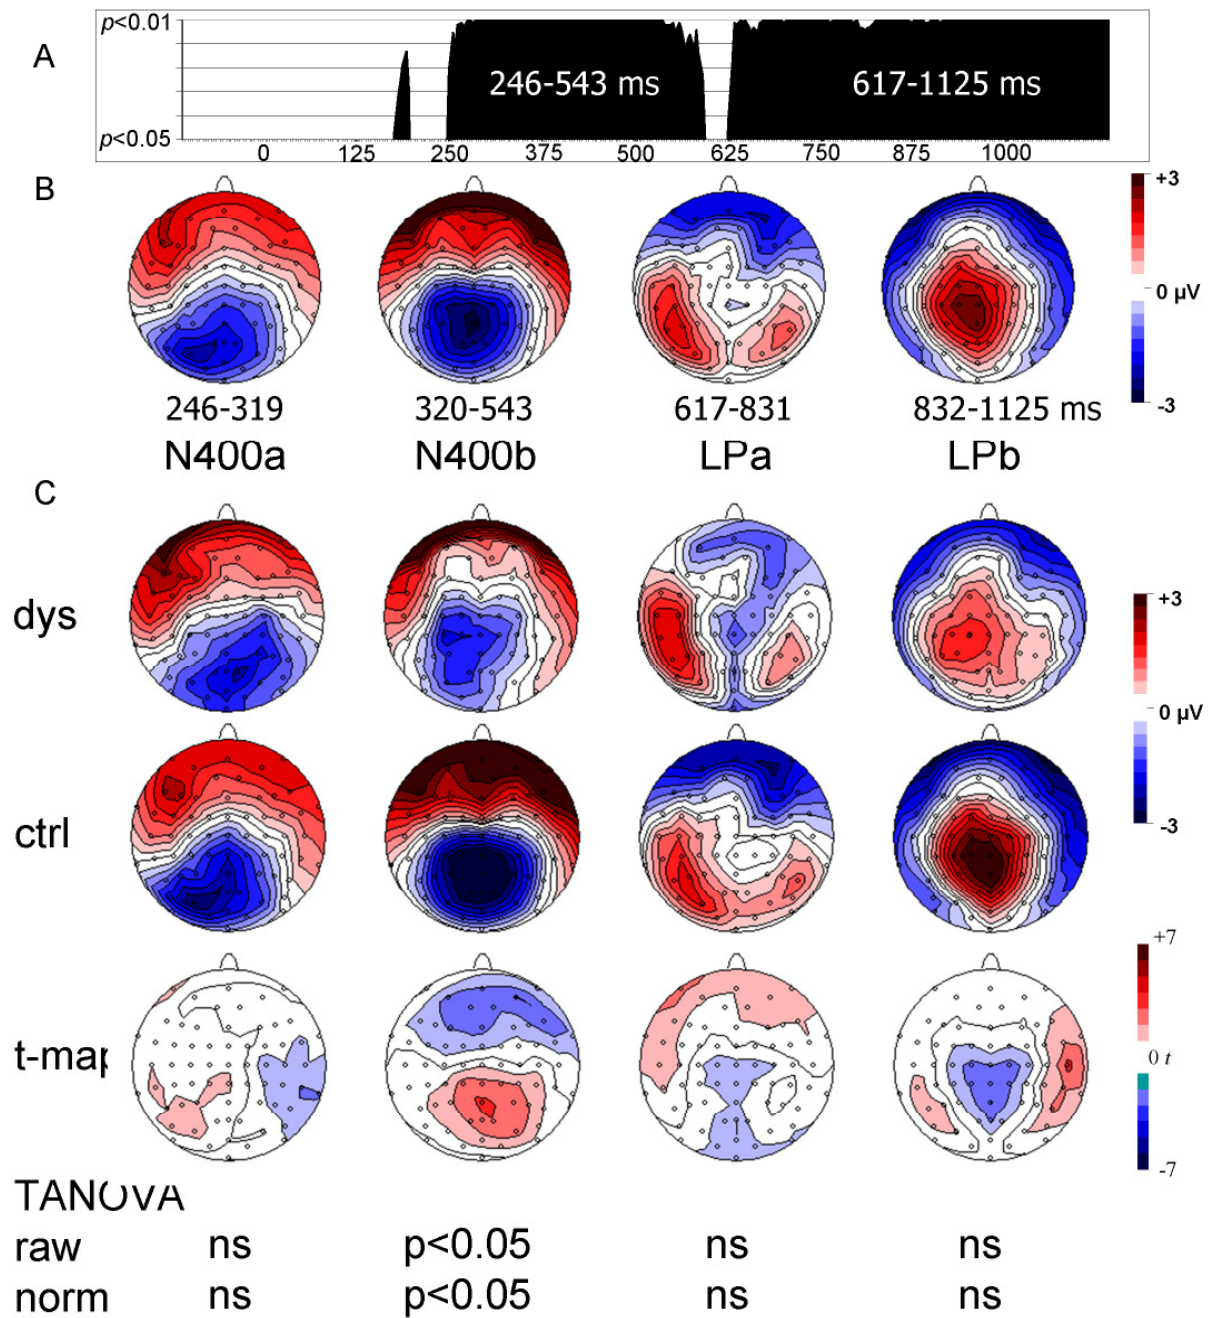 A
p<0.01
246-543 ms 617-1125 ms
p<0.05
0 125 250 375 500 625 750 875 1000
B
+3
0 µV
-3
246-319 320-543 617-831 832-1125 ms
N400a N400b LPa LPb
C
dys
+3
0 µV
-3
ctrl
+7
t-map
0 t
-7
TANOVA
raw ns p<0.05 ns ns
norm ns p<0.05 ns ns